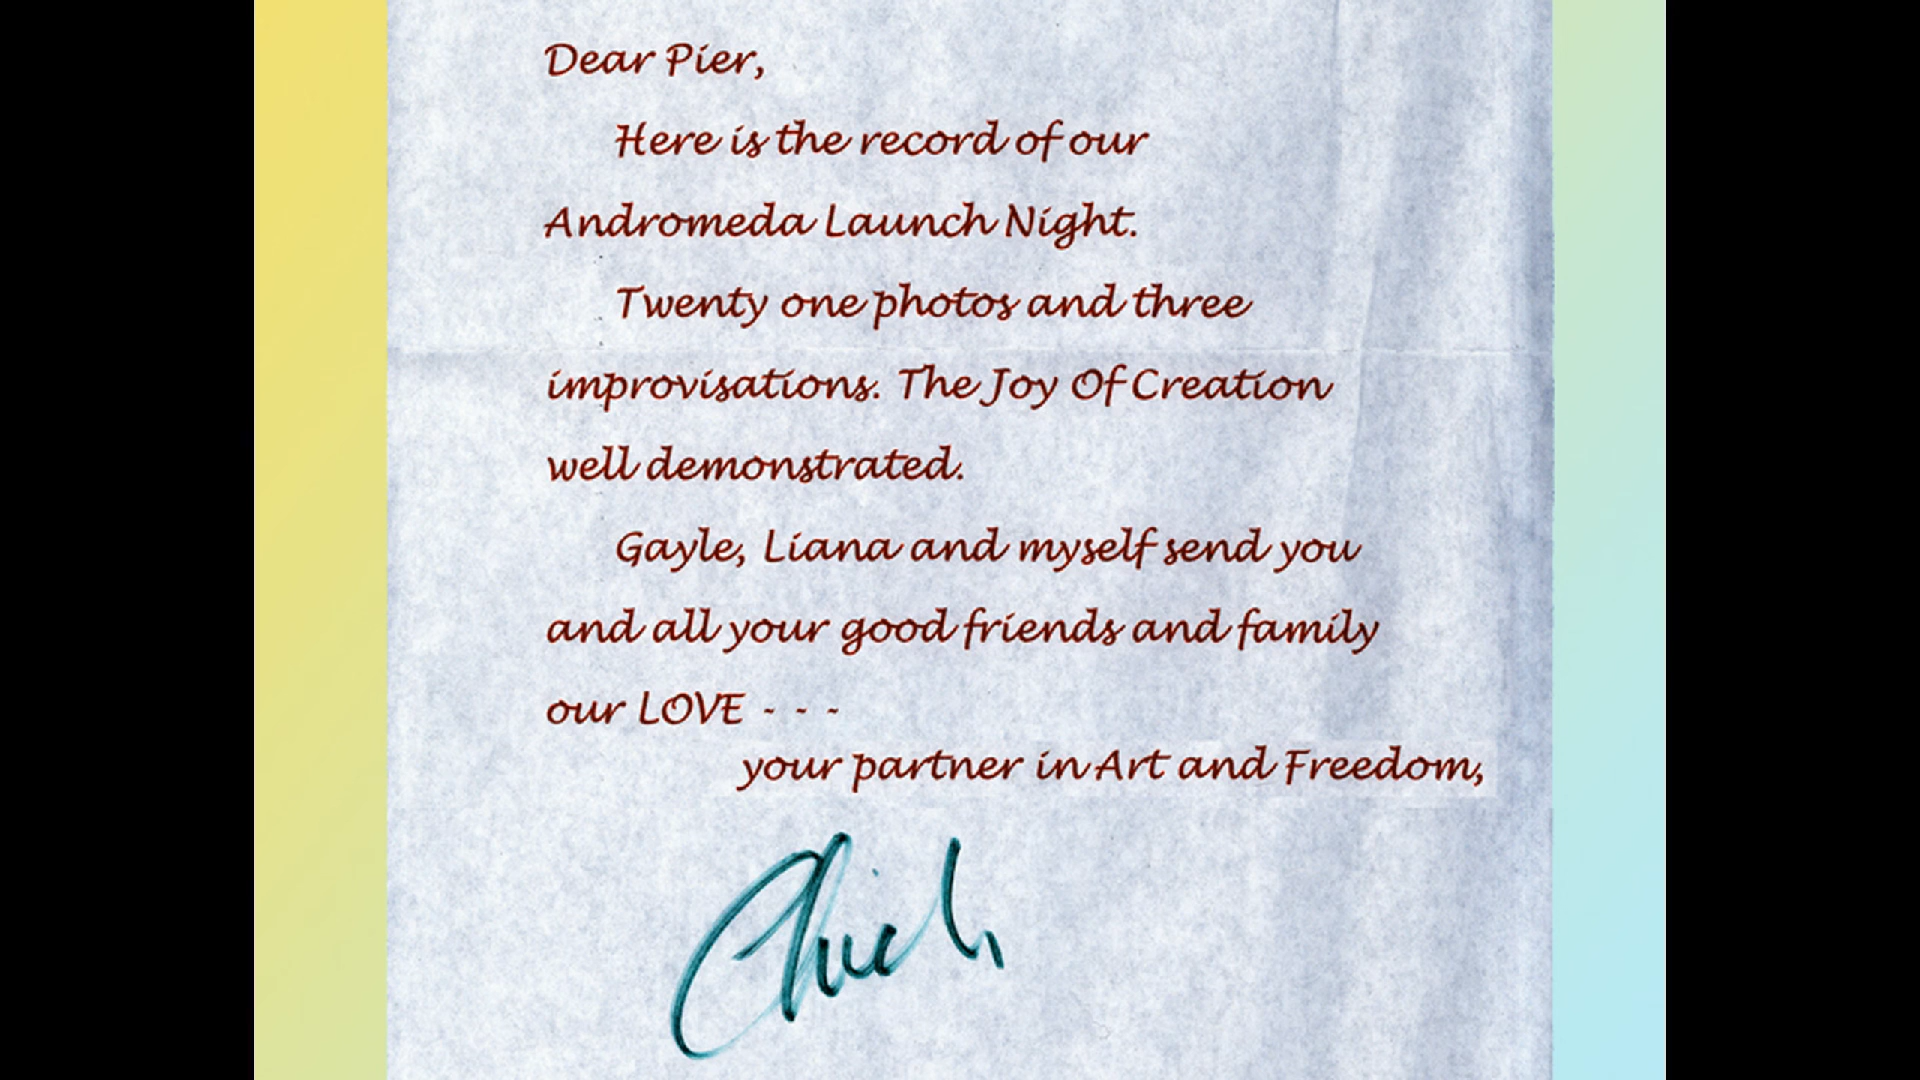 Dear Pier,
Here is the record of our
Andromeda Launch Night.
Twenty one photos and three
improvisations. The Joy Of Creation
well demonstrated.
Gayle, Liana and myself send you
and all your good friends and family
our LOVE - - -
your partner in Art and Freedom,
Chick